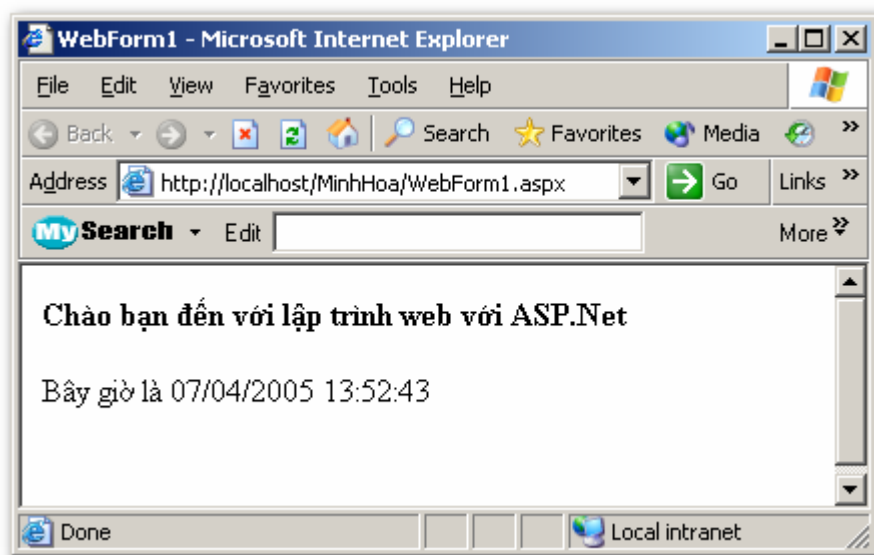 WebForm1 - Microsoft Internet Explorer
File Edit View Favorites Tools Help
Back Search Favorites Media »
Address http://localhost/MinhHoa/WebForm1.aspx Go Links »
My Search Edit More »
Chào bạn đến với lập trình web với ASP.Net
Bây giờ là 07/04/2005 13:52:43
Done Local intranet